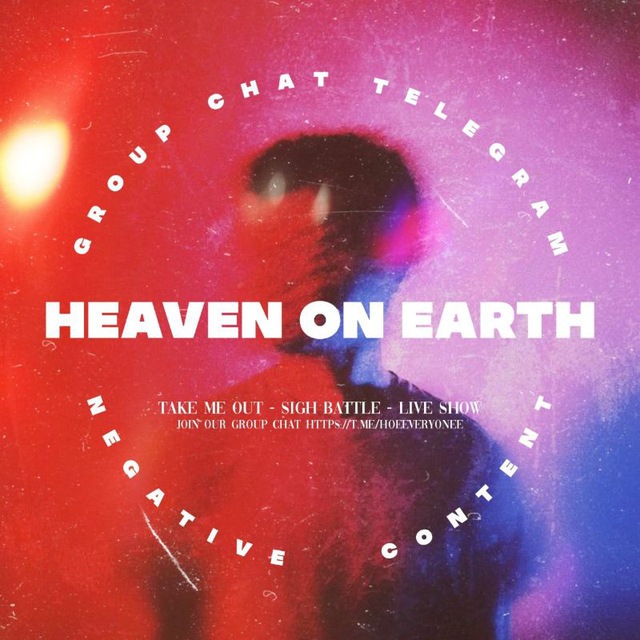 GROUP CHAT TELEGRAM
HEAVEN ON EARTH
TAKE ME OUT - SIGH BATTLE - LIVE SHOW
JOIN OUR GROUP CHAT HTTPS://T.ME/HOEEVERYONEE
NEGATIVE CONTENT